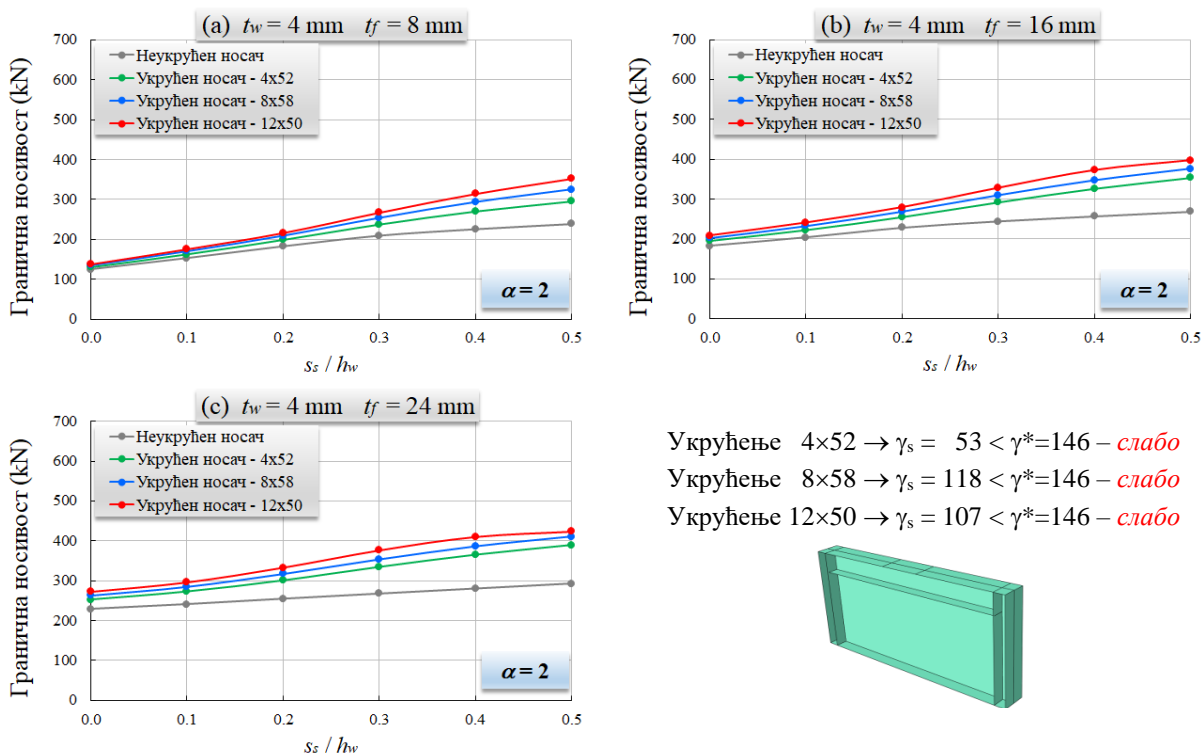 (a) tw = 4 mm tf = 8 mm
Гранична носивост (kN)
700
600
500
400
300
200
100
0
Неукрућен носач
Укрућен носач - 4x52
Укрућен носач - 8x58
Укрућен носач - 12x50
α = 2
0.0 0.1 0.2 0.3 0.4 0.5
ss / hw
(b) tw = 4 mm tf = 16 mm
Гранична носивост (kN)
700
600
500
400
300
200
100
0
Неукрућен носач
Укрућен носач - 4x52
Укрућен носач - 8x58
Укрућен носач - 12x50
α = 2
0.0 0.1 0.2 0.3 0.4 0.5
ss / hw
(c) tw = 4 mm tf = 24 mm
Гранична носивост (kN)
700
600
500
400
300
200
100
0
Неукрућен носач
Укрућен носач - 4x52
Укрућен носач - 8x58
Укрућен носач - 12x50
α = 2
0.0 0.1 0.2 0.3 0.4 0.5
ss / hw
Укрућење 4×52 → γs = 53 < γ*=146 – слабо
Укрућење 8×58 → γs = 118 < γ*=146 – слабо
Укрућење 12×50 → γs = 107 < γ*=146 – слабо